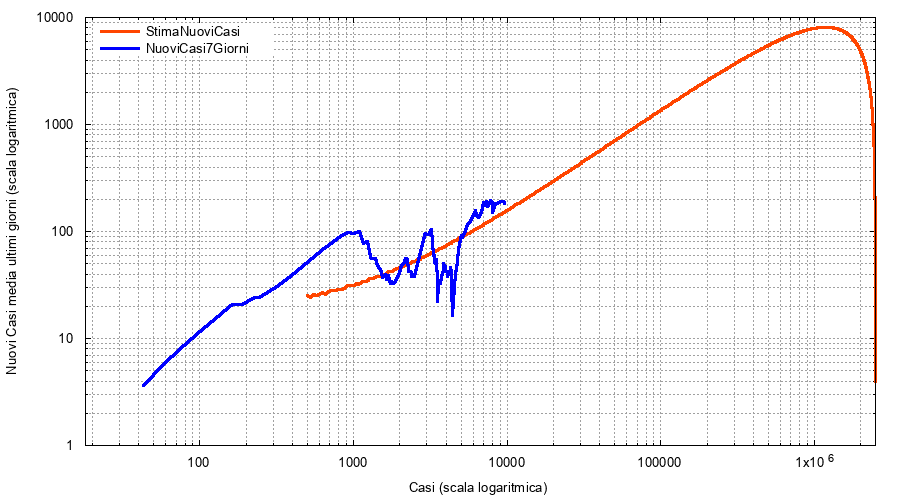 10000
StimaNuoviCasi
NuoviCasi7Giorni
1000
100
10
1
Nuovi Casi media ultimi giorni (scala logaritmica)
100
1000
10000
100000
1x10 6
Casi (scala logaritmica)